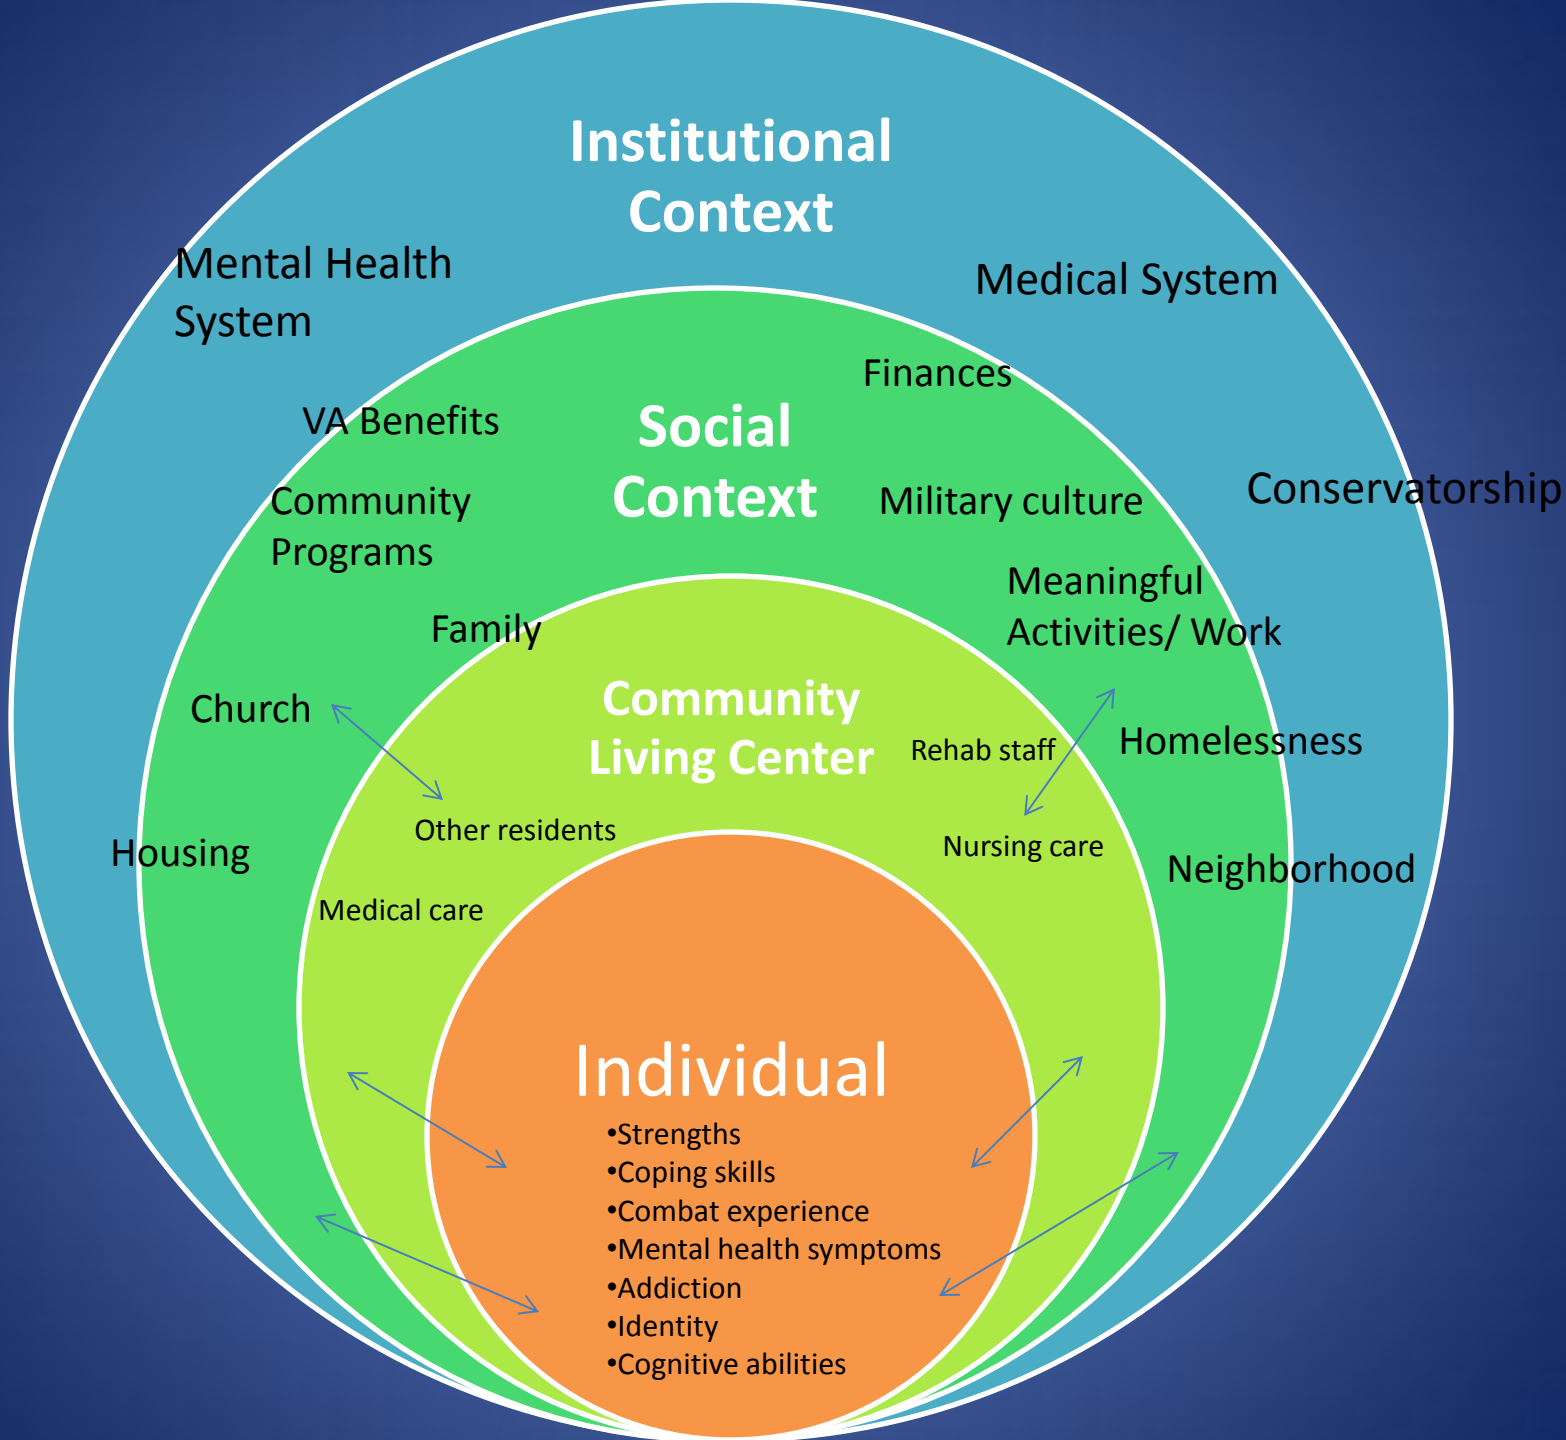 Institutional
Context
Mental Health
System
Medical System
Finances
VA Benefits
Social
Context
Community
Programs
Military culture
Conservatorship
Meaningful
Activities/ Work
Family
Church
Community
Living Center
Rehab staff
Homelessness
Other residents
Nursing care
Housing
Neighborhood
Medical care
Individual
•Strengths
•Coping skills
•Combat experience
•Mental health symptoms
•Addiction
•Identity
•Cognitive abilities